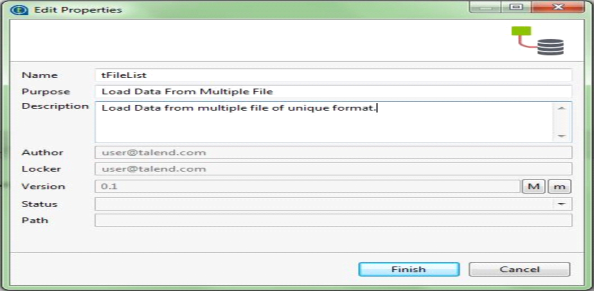 Edit Properties
Name tFileList
Purpose Load Data From Multiple File
Description Load Data from multiple file of unique format.
Author user@talend.com
Locker user@talend.com
Version 0.1 M m
Status
Path
Finish Cancel